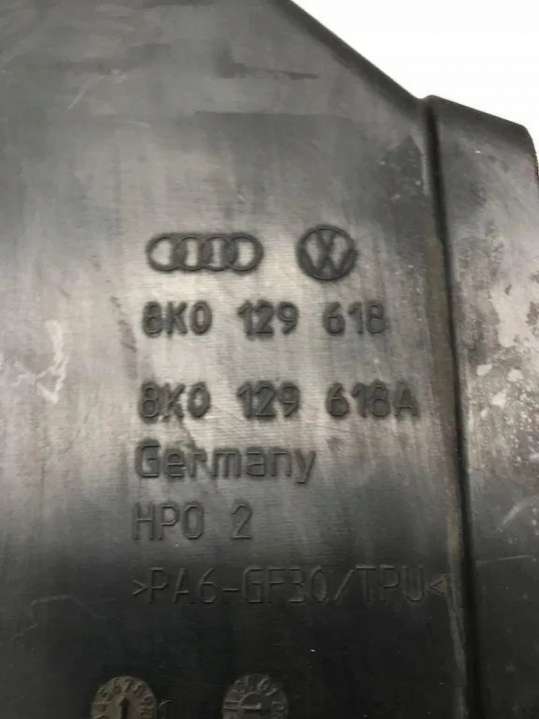 8K0 129 618
8K0 129 618A
Germany
HPO 2
>PA6-GF30/TPU<